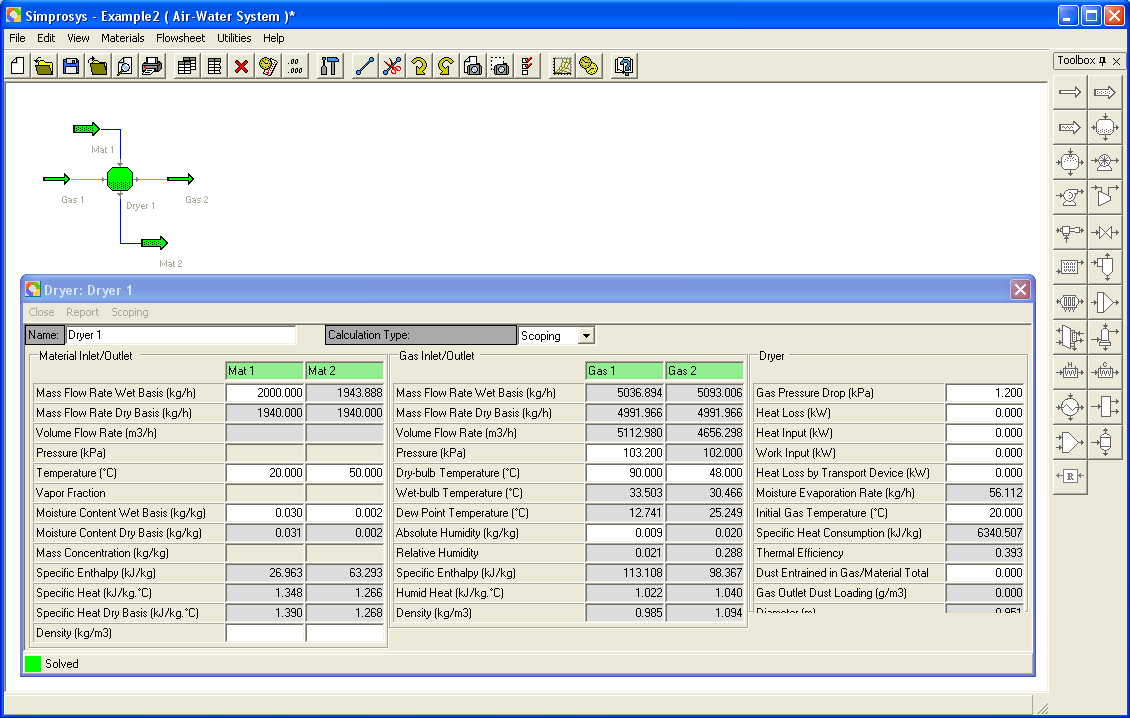 Simprosys - Example2 ( Air-Water System )*
File Edit View Materials Flowsheet Utilities Help
.00
.000
Toolbox
Mat 1
Gas 1
Dryer 1
Gas 2
Mat 2
H
C
R
Dryer: Dryer 1
Close Report Scoping
Name: Dryer 1 Calculation Type: Scoping
Material Inlet/Outlet
Mat 1 Mat 2
Mass Flow Rate Wet Basis (kg/h) 2000.000 1943.888
Mass Flow Rate Dry Basis (kg/h) 1940.000 1940.000
Volume Flow Rate (m3/h)
Pressure (kPa)
Temperature (°C) 20.000 50.000
Vapor Fraction
Moisture Content Wet Basis (kg/kg) 0.030 0.002
Moisture Content Dry Basis (kg/kg) 0.031 0.002
Mass Concentration (kg/kg)
Specific Enthalpy (kJ/kg) 26.963 63.293
Specific Heat (kJ/kg.°C) 1.348 1.266
Specific Heat Dry Basis (kJ/kg.°C) 1.390 1.268
Density (kg/m3)
Gas Inlet/Outlet
Gas 1 Gas 2
Mass Flow Rate Wet Basis (kg/h) 5036.894 5093.006
Mass Flow Rate Dry Basis (kg/h) 4991.966 4991.966
Volume Flow Rate (m3/h) 5112.980 4656.298
Pressure (kPa) 103.200 102.000
Dry-bulb Temperature (°C) 90.000 48.000
Wet-bulb Temperature (°C) 33.503 30.466
Dew Point Temperature (°C) 12.741 25.249
Absolute Humidity (kg/kg) 0.009 0.020
Relative Humidity 0.021 0.288
Specific Enthalpy (kJ/kg) 113.108 98.367
Humid Heat (kJ/kg.°C) 1.022 1.040
Density (kg/m3) 0.985 1.094
Dryer
Gas Pressure Drop (kPa) 1.200
Heat Loss (kW) 0.000
Heat Input (kW) 0.000
Work Input (kW) 0.000
Heat Loss by Transport Device (kW) 0.000
Moisture Evaporation Rate (kg/h) 56.112
Initial Gas Temperature (°C) 20.000
Specific Heat Consumption (kJ/kg) 6340.507
Thermal Efficiency 0.393
Dust Entrained in Gas/Material Total 0.000
Gas Outlet Dust Loading (g/m3) 0.000
Diameter (m) 0.951
Solved